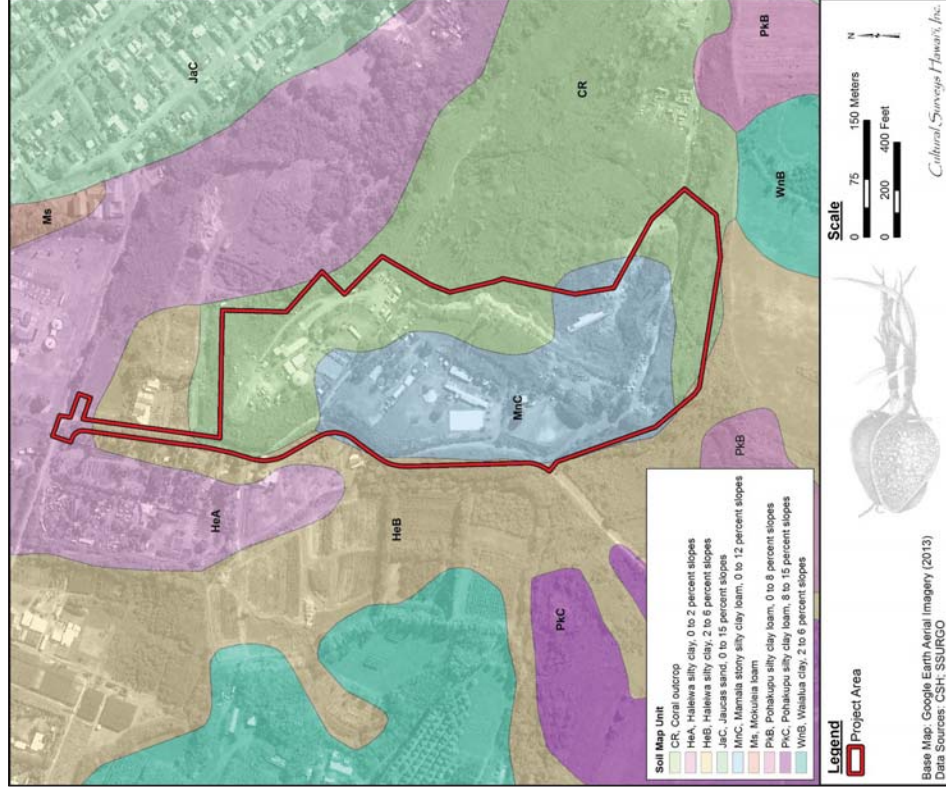 JaC
PkB
Ms
CR
WnB
MnC
HeA
HeB
PkB
PkC
Soil Map Unit
CR, Coral outcrop
HeA, Haleiwa silty clay, 0 to 2 percent slopes
HeB, Haleiwa silty clay, 2 to 6 percent slopes
JaC, Jaucas sand, 0 to 15 percent slopes
MnC, Mamala stony silty clay loam, 0 to 12 percent slopes
Ms, Mokuleia loam
PkB, Pohakupu silty clay loam, 0 to 8 percent slopes
PkC, Pohakupu silty clay loam, 8 to 15 percent slopes
WnB, Waialua clay, 2 to 6 percent slopes
Legend
Project Area
Base Map: Google Earth Aerial Imagery (2013)
Data Sources: CSH; SSURGO
Scale
0 75 150 Meters
0 200 400 Feet
N
Cultural Surveys Hawai'i, Inc.